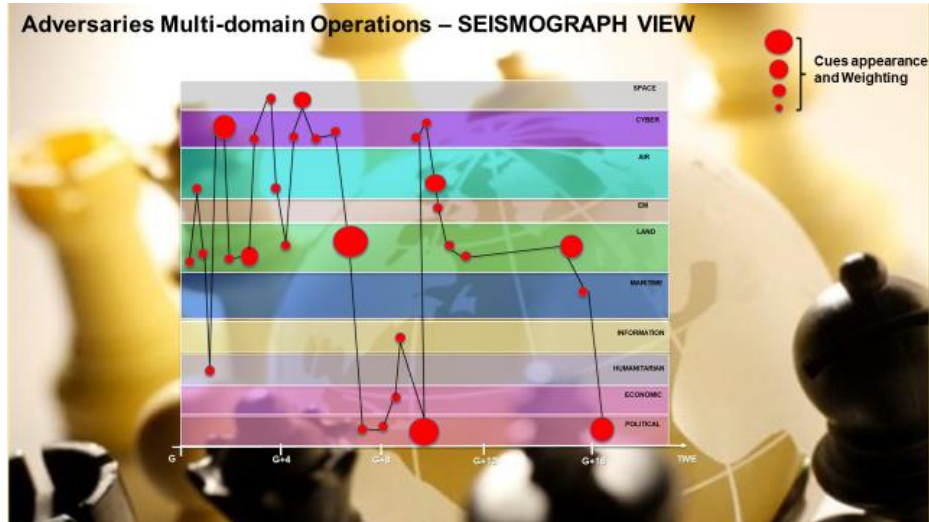 Adversaries Multi-domain Operations – SEISMOGRAPH VIEW
Cues appearance
and Weighting
SPACE
CYBER
AIR
EM
LAND
MARITIME
INFORMATION
HUMANITARIAN
ECONOMIC
POLITICAL
G
G+4
G+8
G+12
G+16
TIME